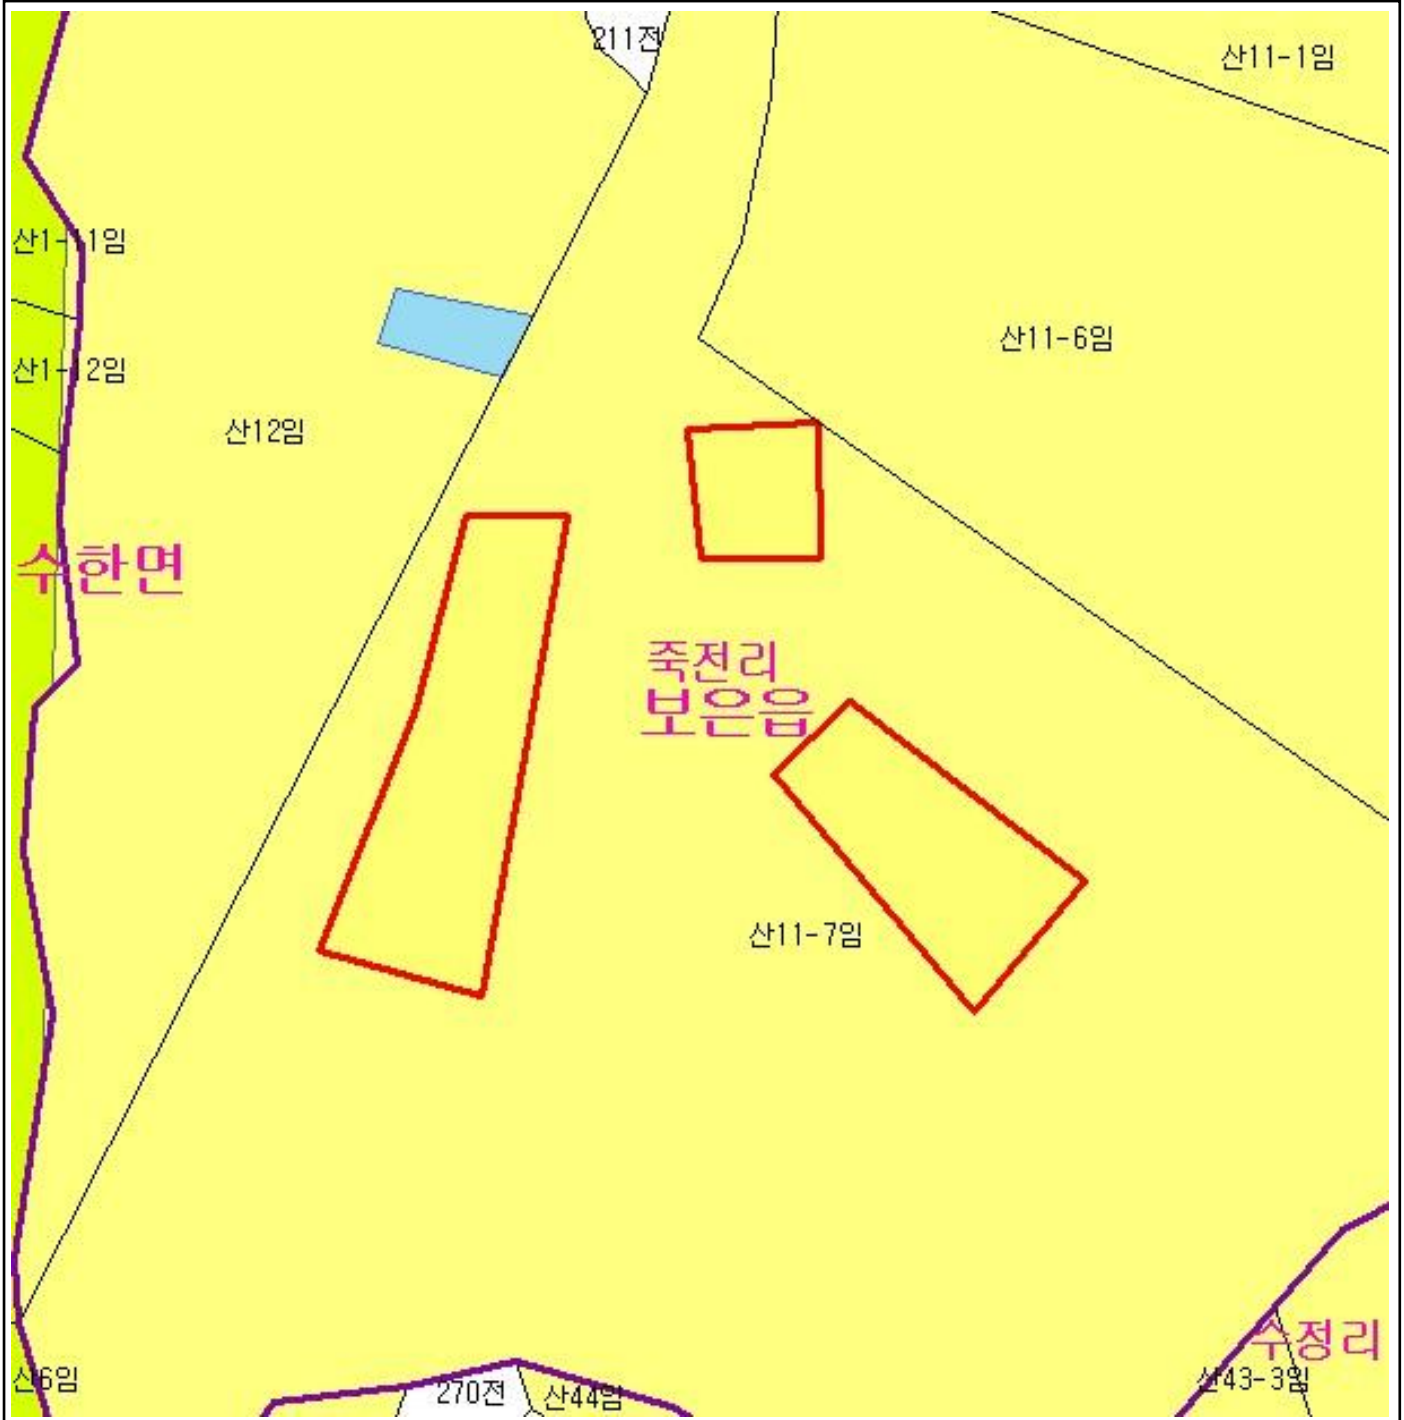 211전
산11-1임
산1-11임
산11-6임
산1-12임
산12임
수한면
죽전리
보은읍
산11-7임
수정리
산6임
270전
산44임
산43-3임